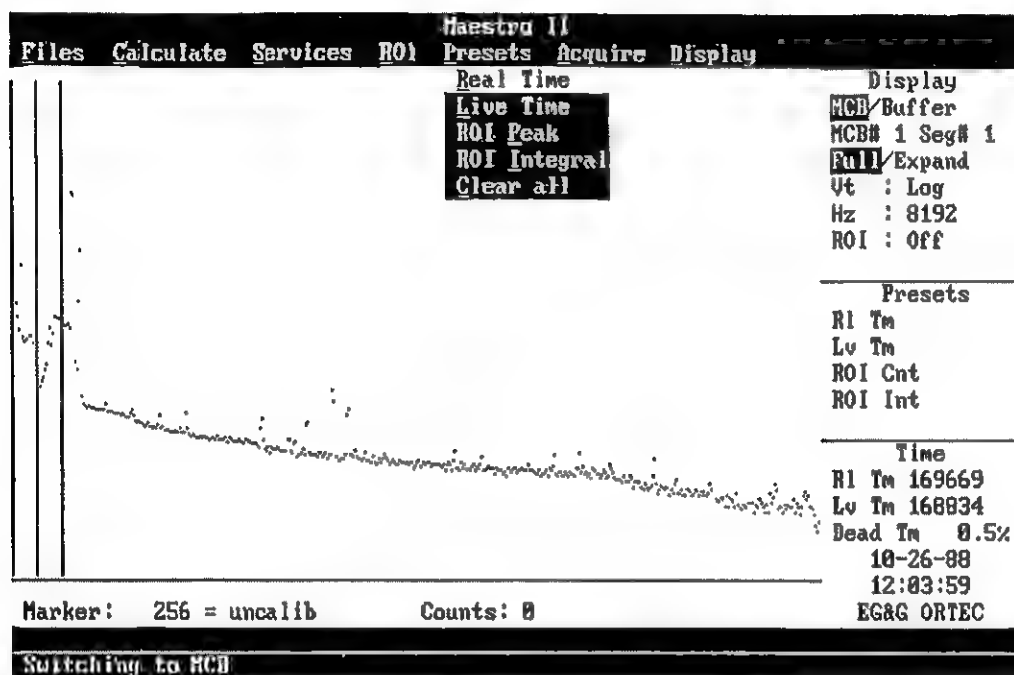 Maestro II
Files Calculate Services ROI Presets Acquire Display
Real Time
Live Time
ROI Peak
ROI Integral
Clear all
Display
MCB/Buffer
MCB# 1 Seg# 1
Full/Expand
Vt : Log
Hz : 8192
ROI : Off
Presets
Rl Tm
Lv Tm
ROI Cnt
ROI Int
Time
Rl Tm 169669
Lv Tm 168834
Dead Tm 0.5%
10-26-88
12:03:59
EG&G ORTEC
Marker: 256 = uncalib Counts: 0
Switching to MCB